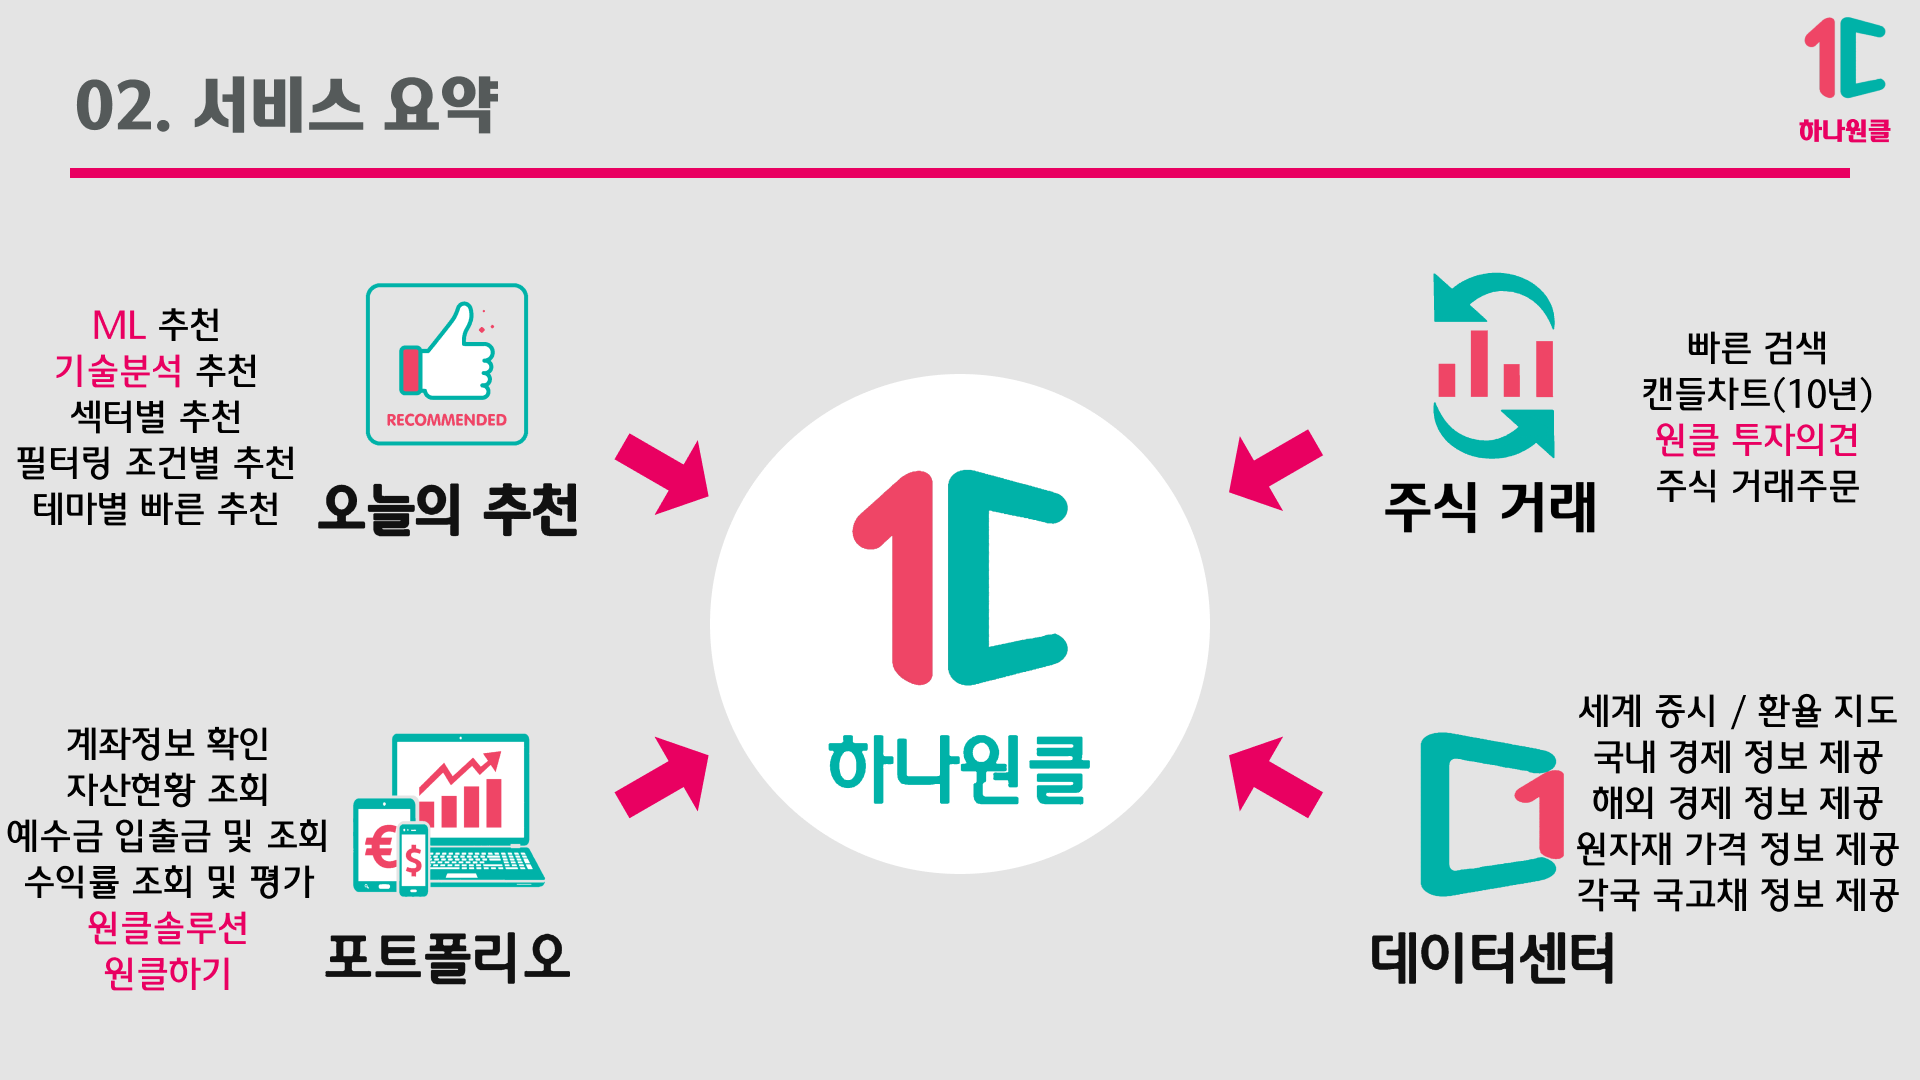 02. 서비스 요약
1C
하나원클
ML 추천
기술분석 추천
섹터별 추천
필터링 조건별 추천
테마별 빠른 추천
RECOMMENDED
오늘의 추천
빠른 검색
캔들차트(10년)
원클 투자의견
주식 거래주문
주식 거래
1C
하나원클
계좌정보 확인
자산현황 조회
예수금 입출금 및 조회
수익률 조회 및 평가
원클솔루션
원클하기
€
$
포트폴리오
세계 증시 / 환율 지도
국내 경제 정보 제공
해외 경제 정보 제공
원자재 가격 정보 제공
각국 국고채 정보 제공
데이터센터